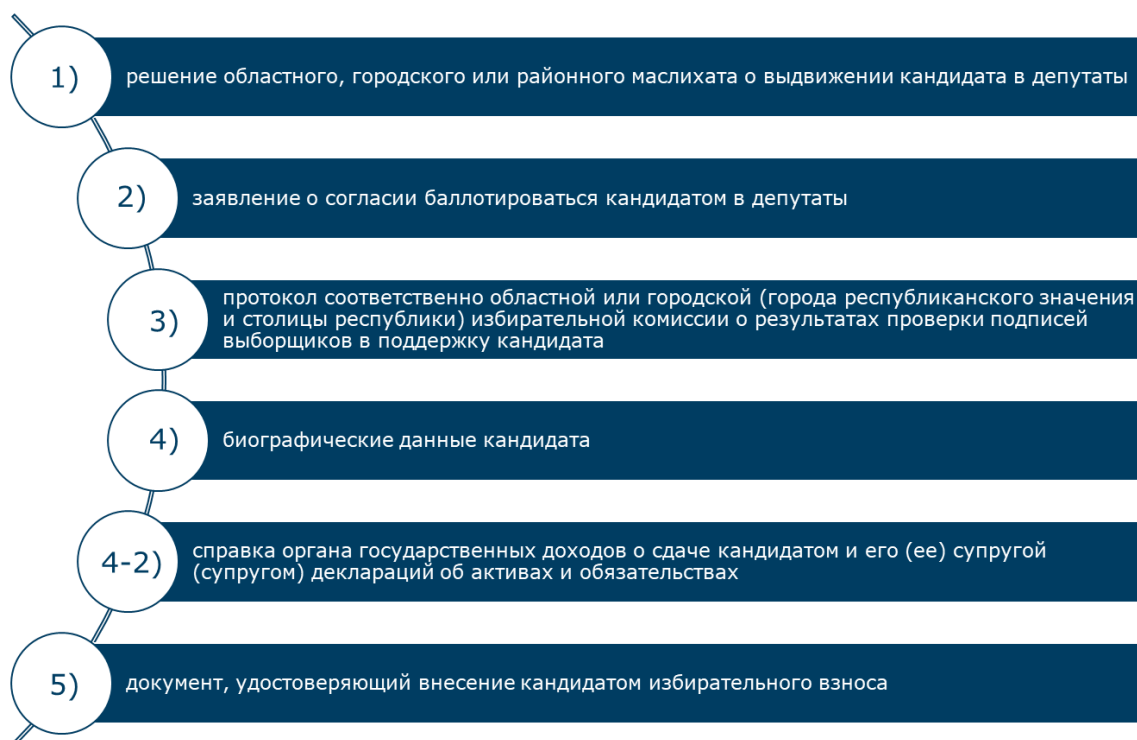 1)
решение областного, городского или районного маслихата о выдвижении кандидата в депутаты
2)
заявление о согласии баллотироваться кандидатом в депутаты
3)
протокол соответственно областной или городской (города республиканского значения
и столицы республики) избирательной комиссии о результатах проверки подписей
выборщиков в поддержку кандидата
4)
биографические данные кандидата
4-2)
справка органа государственных доходов о сдаче кандидатом и его (ее) супругой
(супругом) деклараций об активах и обязательствах
5)
документ, удостоверяющий внесение кандидатом избирательного взноса